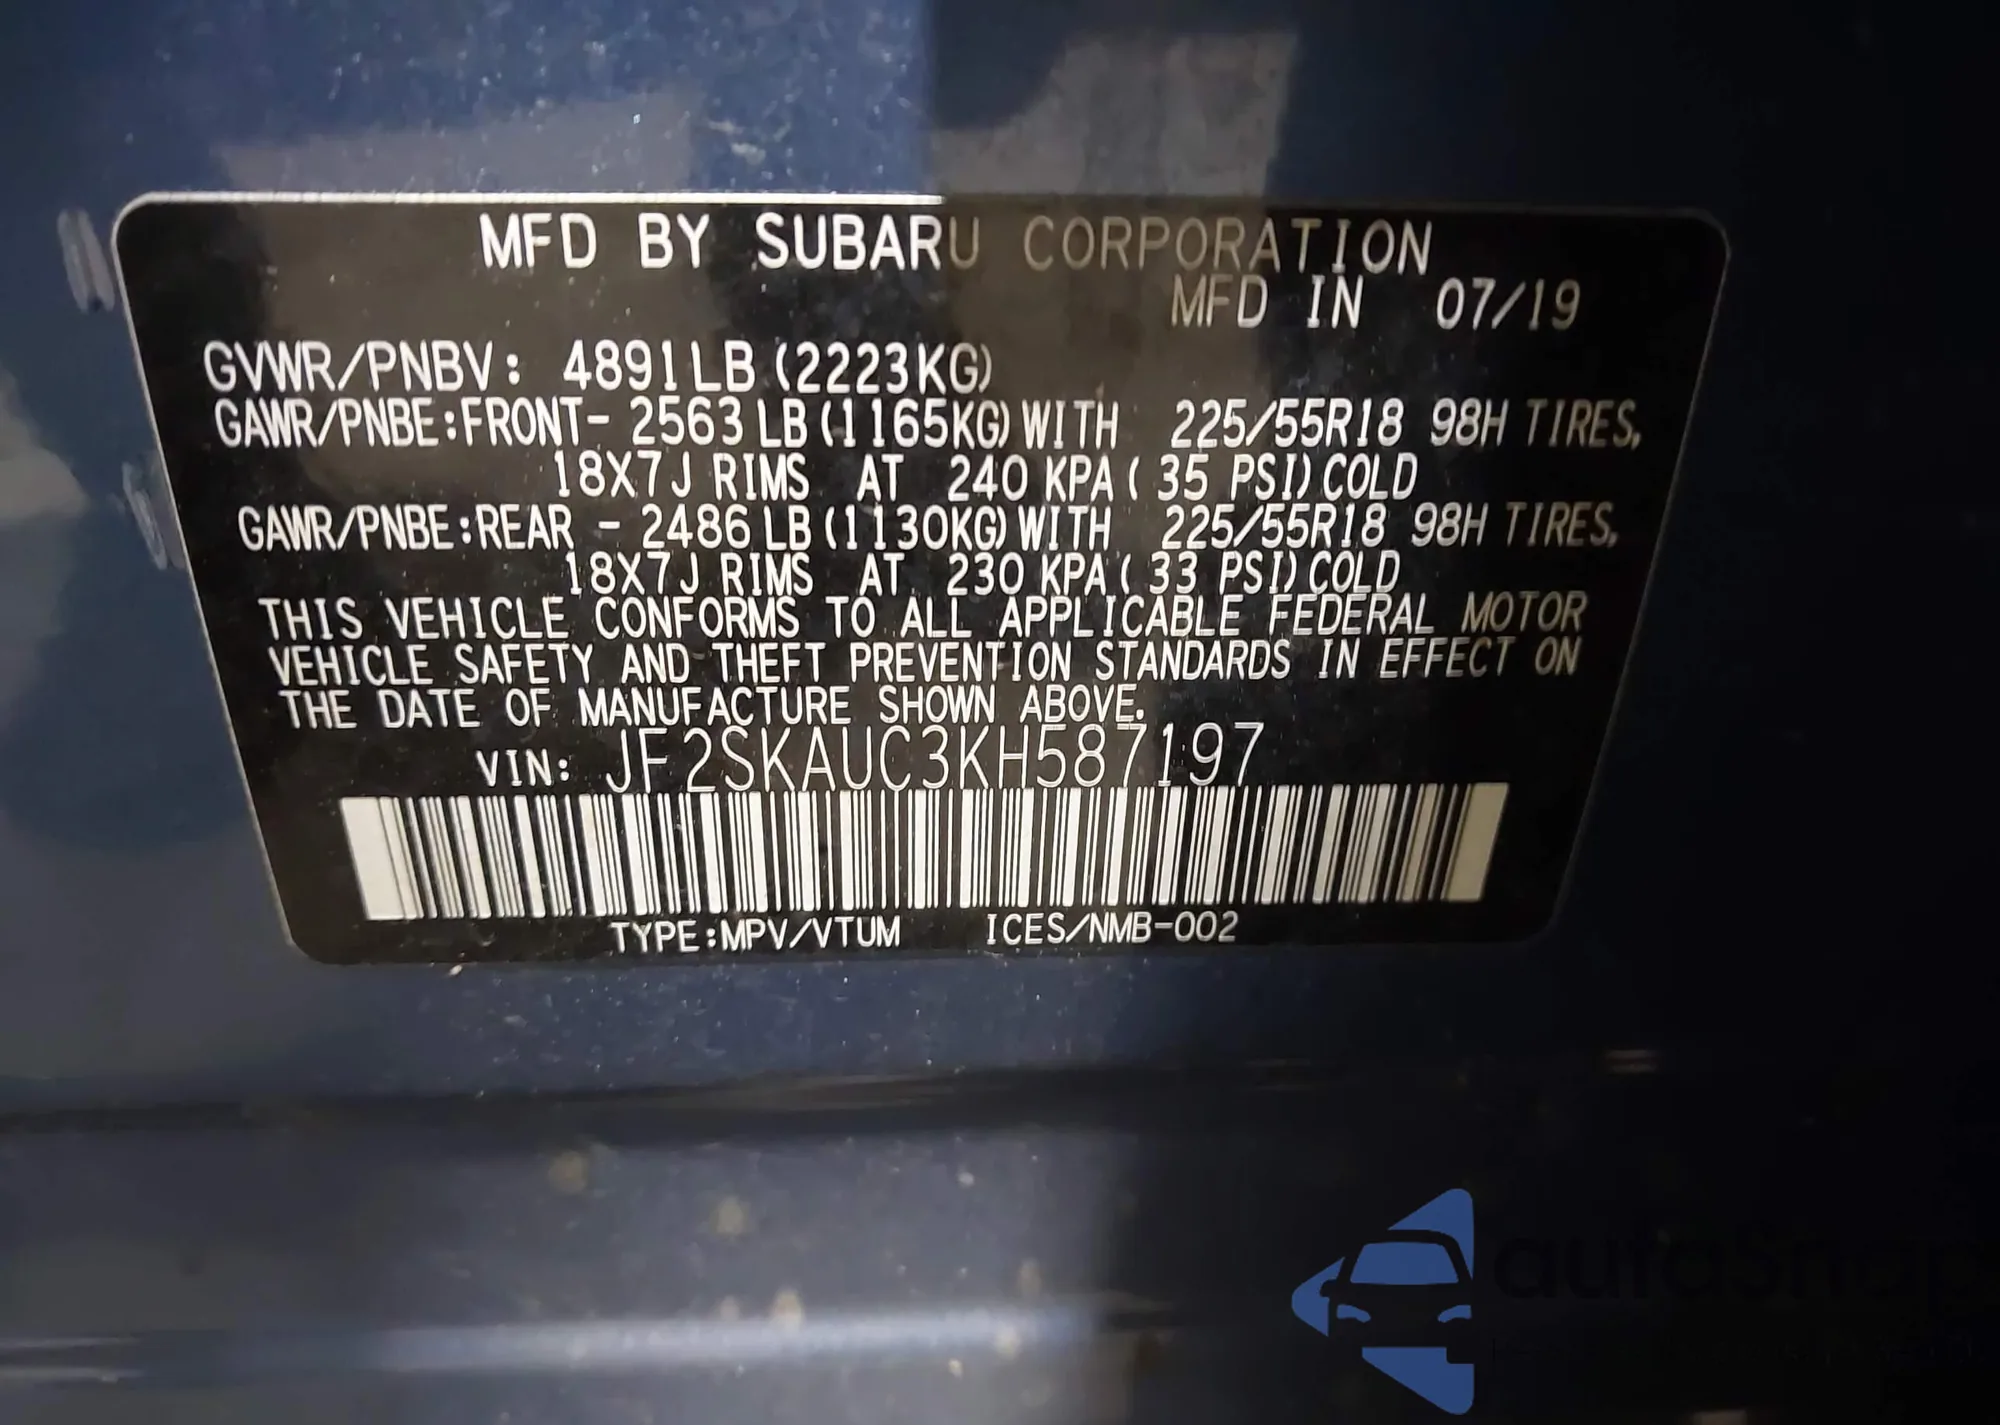 MFD BY SUBARU CORPORATION
MFD IN 07/19
GVWR/PNBV: 4891LB (2223KG)
GAWR/PNBE:FRONT- 2563LB(1165KG)WITH 225/55R18 98H TIRES,
18X7J RIMS AT 240 KPA( 35 PSI)COLD
GAWR/PNBE:REAR - 2486LB(1130KG)WITH 225/55R18 98H TIRES,
18X7J RIMS AT 230 KPA( 33 PSI)COLD
THIS VEHICLE CONFORMS TO ALL APPLICABLE FEDERAL MOTOR
VEHICLE SAFETY AND THEFT PREVENTION STANDARDS IN EFFECT ON
THE DATE OF MANUFACTURE SHOWN ABOVE.
VIN: JF2SKAUC3KH587197
TYPE:MPV/VTUM ICES/NMB-002